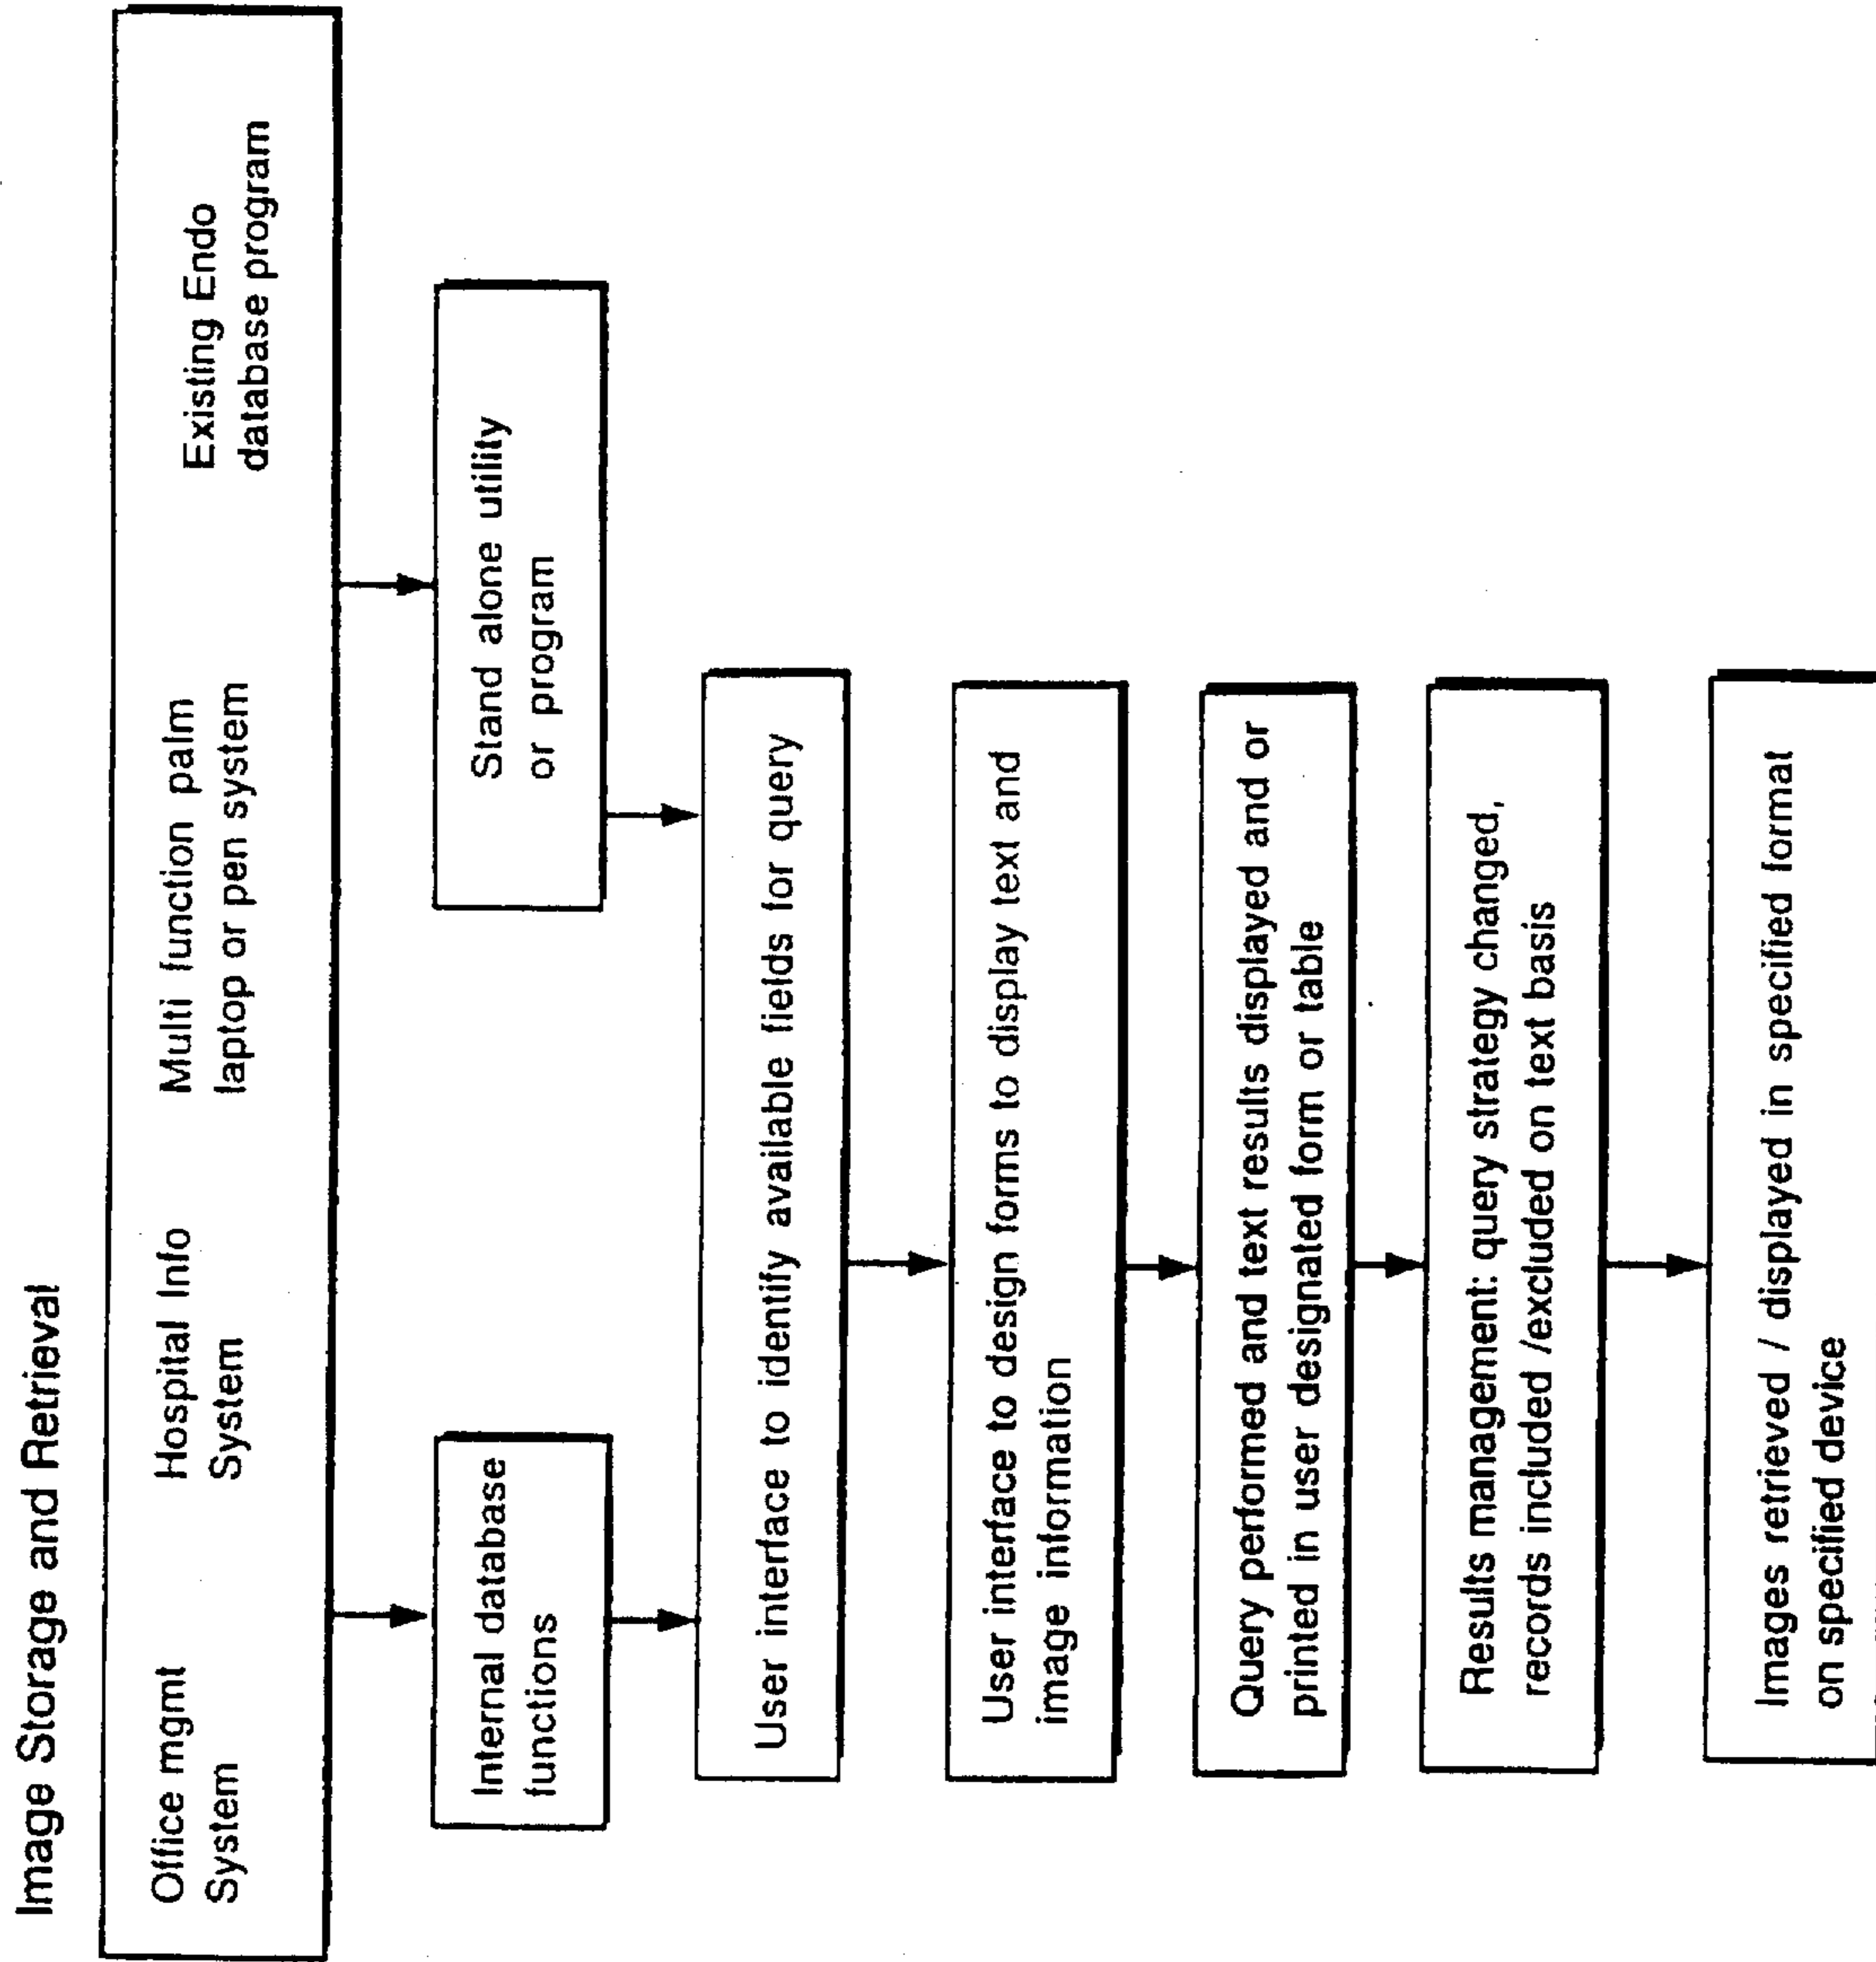 Image Storage and Retrieval
Office mgmt
System
Hospital Info
System
Multi function palm
laptop or pen system
Existing Endo
database program
Internal database
functions
Stand alone utility
or program
User interface to identify available fields for query
User interface to design forms to display text and
image information
Query performed and text results displayed and or
printed in user designated form or table
Results management: query strategy changed,
records included /excluded on text basis
Images retrieved / displayed in specified format
on specified device